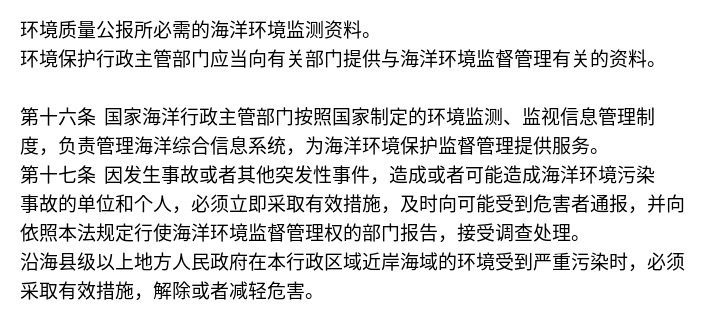 环境质量公报所必需的海洋环境监测资料。
环境保护行政主管部门应当向有关部门提供与海洋环境监督管理有关的资料。
第十六条 国家海洋行政主管部门按照国家制定的环境监测、监视信息管理制
度，负责管理海洋综合信息系统，为海洋环境保护监督管理提供服务。
第十七条 因发生事故或者其他突发性事件，造成或者可能造成海洋环境污染
事故的单位和个人，必须立即采取有效措施，及时向可能受到危害者通报，并向
依照本法规定行使海洋环境监督管理权的部门报告，接受调查处理。
沿海县级以上地方人民政府在本行政区域近岸海域的环境受到严重污染时，必须
采取有效措施，解除或者减轻危害。